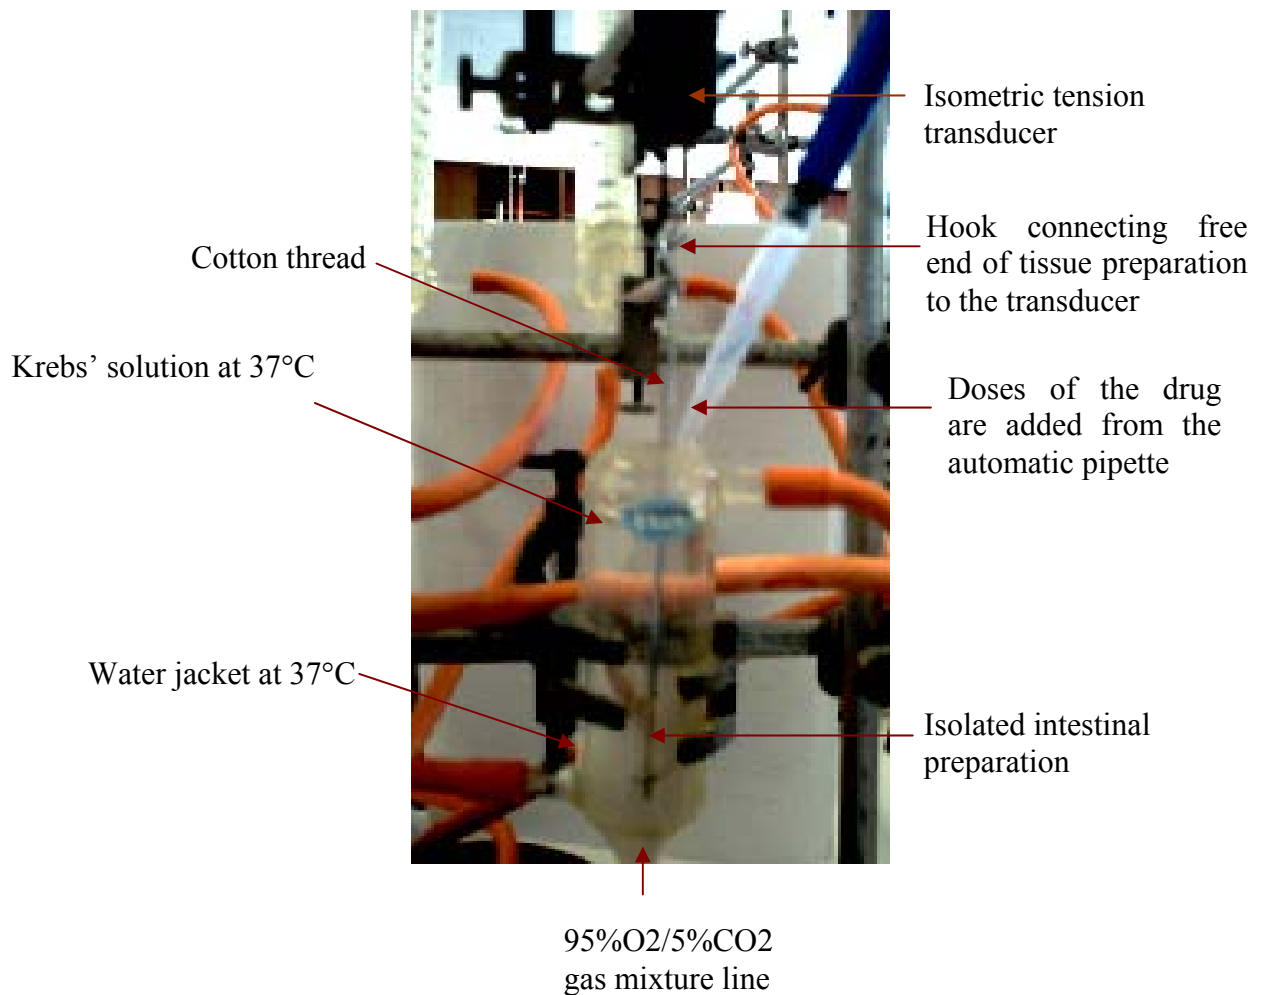 Isometric tension
transducer
Hook connecting free
end of tissue preparation
to the transducer
Cotton thread
Krebs’ solution at 37°C
Doses of the drug
are added from the
automatic pipette
Water jacket at 37°C
Isolated intestinal
preparation
95%O2/5%CO2
gas mixture line